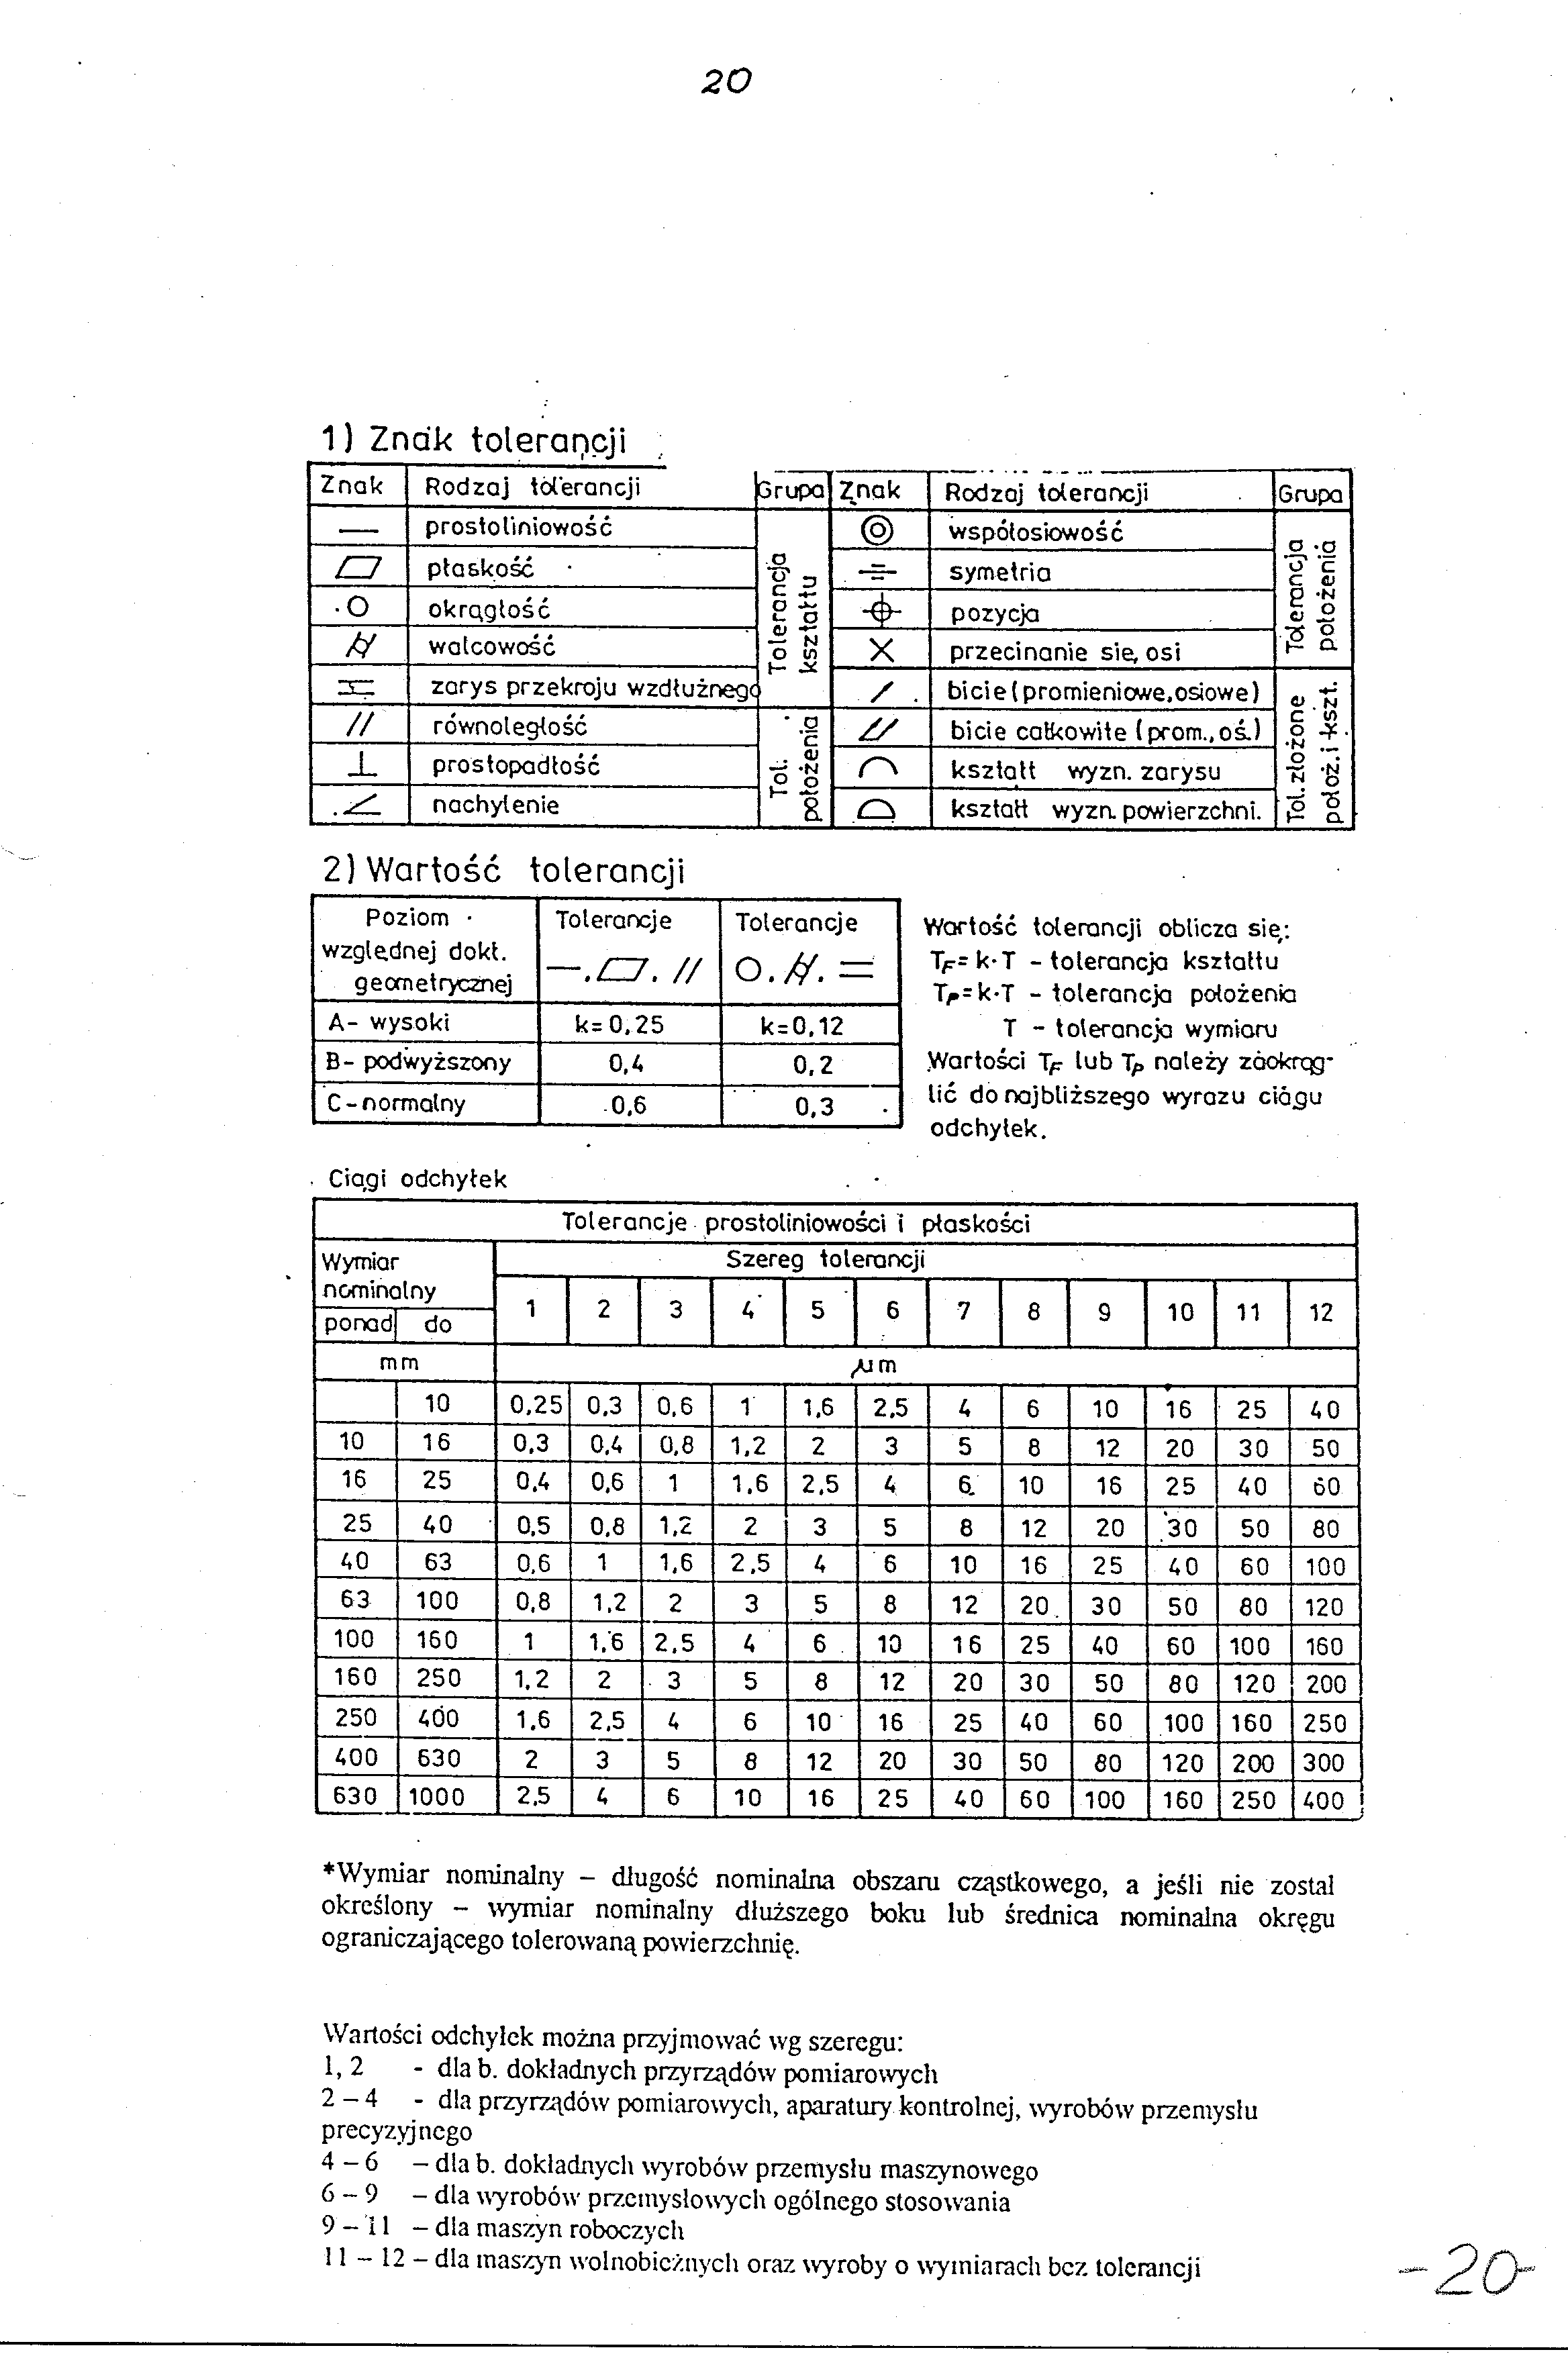 20
1) Znak tolerancji
Znak Rodzaj tolerancji Grupa Znak Rodzaj tolerancji Grupa
— prostoliniowość Tolerancja kształtu ◎ współosiowość Tolerancja położenia
⏥ płaskość ⌯ symetria
○ okrągłość ⌖ pozycja
⌭ walcowość X przecinanie się osi
zarys przekroju wzdłużnego / bicie (promieniowe, osiowe) Tol. złożone położ. i kszt.
// równoległość Tol. położenia ⌰ bicie całkowite (prom., oś.)
⊥ prostopadłość ⌒ kształt wyzn. zarysu
∠ nachylenie ⌓ kształt wyzn. powierzchni.
2) Wartość tolerancji
Poziom względnej dokł. geometrycznej Tolerancje —. ⏥. // Tolerancje ○. ⌭. =
A - wysoki k = 0,25 k = 0,12
B - podwyższony 0,4 0,2
C - normalny 0,6 0,3
Wartość tolerancji oblicza się:
TF = k·T - tolerancja kształtu
TP = k·T - tolerancja położenia
T - tolerancja wymiaru
Wartości TF lub TP należy zaokrąg-
lić do najbliższego wyrazu ciągu
odchyłek.
Ciągi odchyłek
Tolerancje prostoliniowości i płaskości
Wymiar nominalny Szereg tolerancji
ponad do 1 2 3 4 5 6 7 8 9 10 11 12
mm µm
10 0,25 0,3 0,6 1 1,6 2,5 4 6 10 16 25 40
10 16 0,3 0,4 0,8 1,2 2 3 5 8 12 20 30 50
16 25 0,4 0,6 1 1,6 2,5 4 6 10 16 25 40 60
25 40 0,5 0,8 1,2 2 3 5 8 12 20 30 50 80
40 63 0,6 1 1,6 2,5 4 6 10 16 25 40 60 100
63 100 0,8 1,2 2 3 5 8 12 20 30 50 80 120
100 160 1 1,6 2,5 4 6 10 16 25 40 60 100 160
160 250 1,2 2 3 5 8 12 20 30 50 80 120 200
250 400 1,6 2,5 4 6 10 16 25 40 60 100 160 250
400 630 2 3 5 8 12 20 30 50 80 120 200 300
630 1000 2,5 4 6 10 16 25 40 60 100 160 250 400
*Wymiar nominalny – długość nominalna obszaru cząstkowego, a jeśli nie został
określony – wymiar nominalny dłuższego boku lub średnica nominalna okręgu
ograniczającego tolerowaną powierzchnię.
Wartości odchyłek można przyjmować wg szeregu:
1, 2 - dla b. dokładnych przyrządów pomiarowych
2 – 4 - dla przyrządów pomiarowych, aparatury kontrolnej, wyrobów przemysłu
precyzyjnego
4 – 6 – dla b. dokładnych wyrobów przemysłu maszynowego
6 – 9 – dla wyrobów przemysłowych ogólnego stosowania
9 – 11 – dla maszyn roboczych
11 – 12 – dla maszyn wolnobieżnych oraz wyroby o wymiarach bez tolerancji
-20-